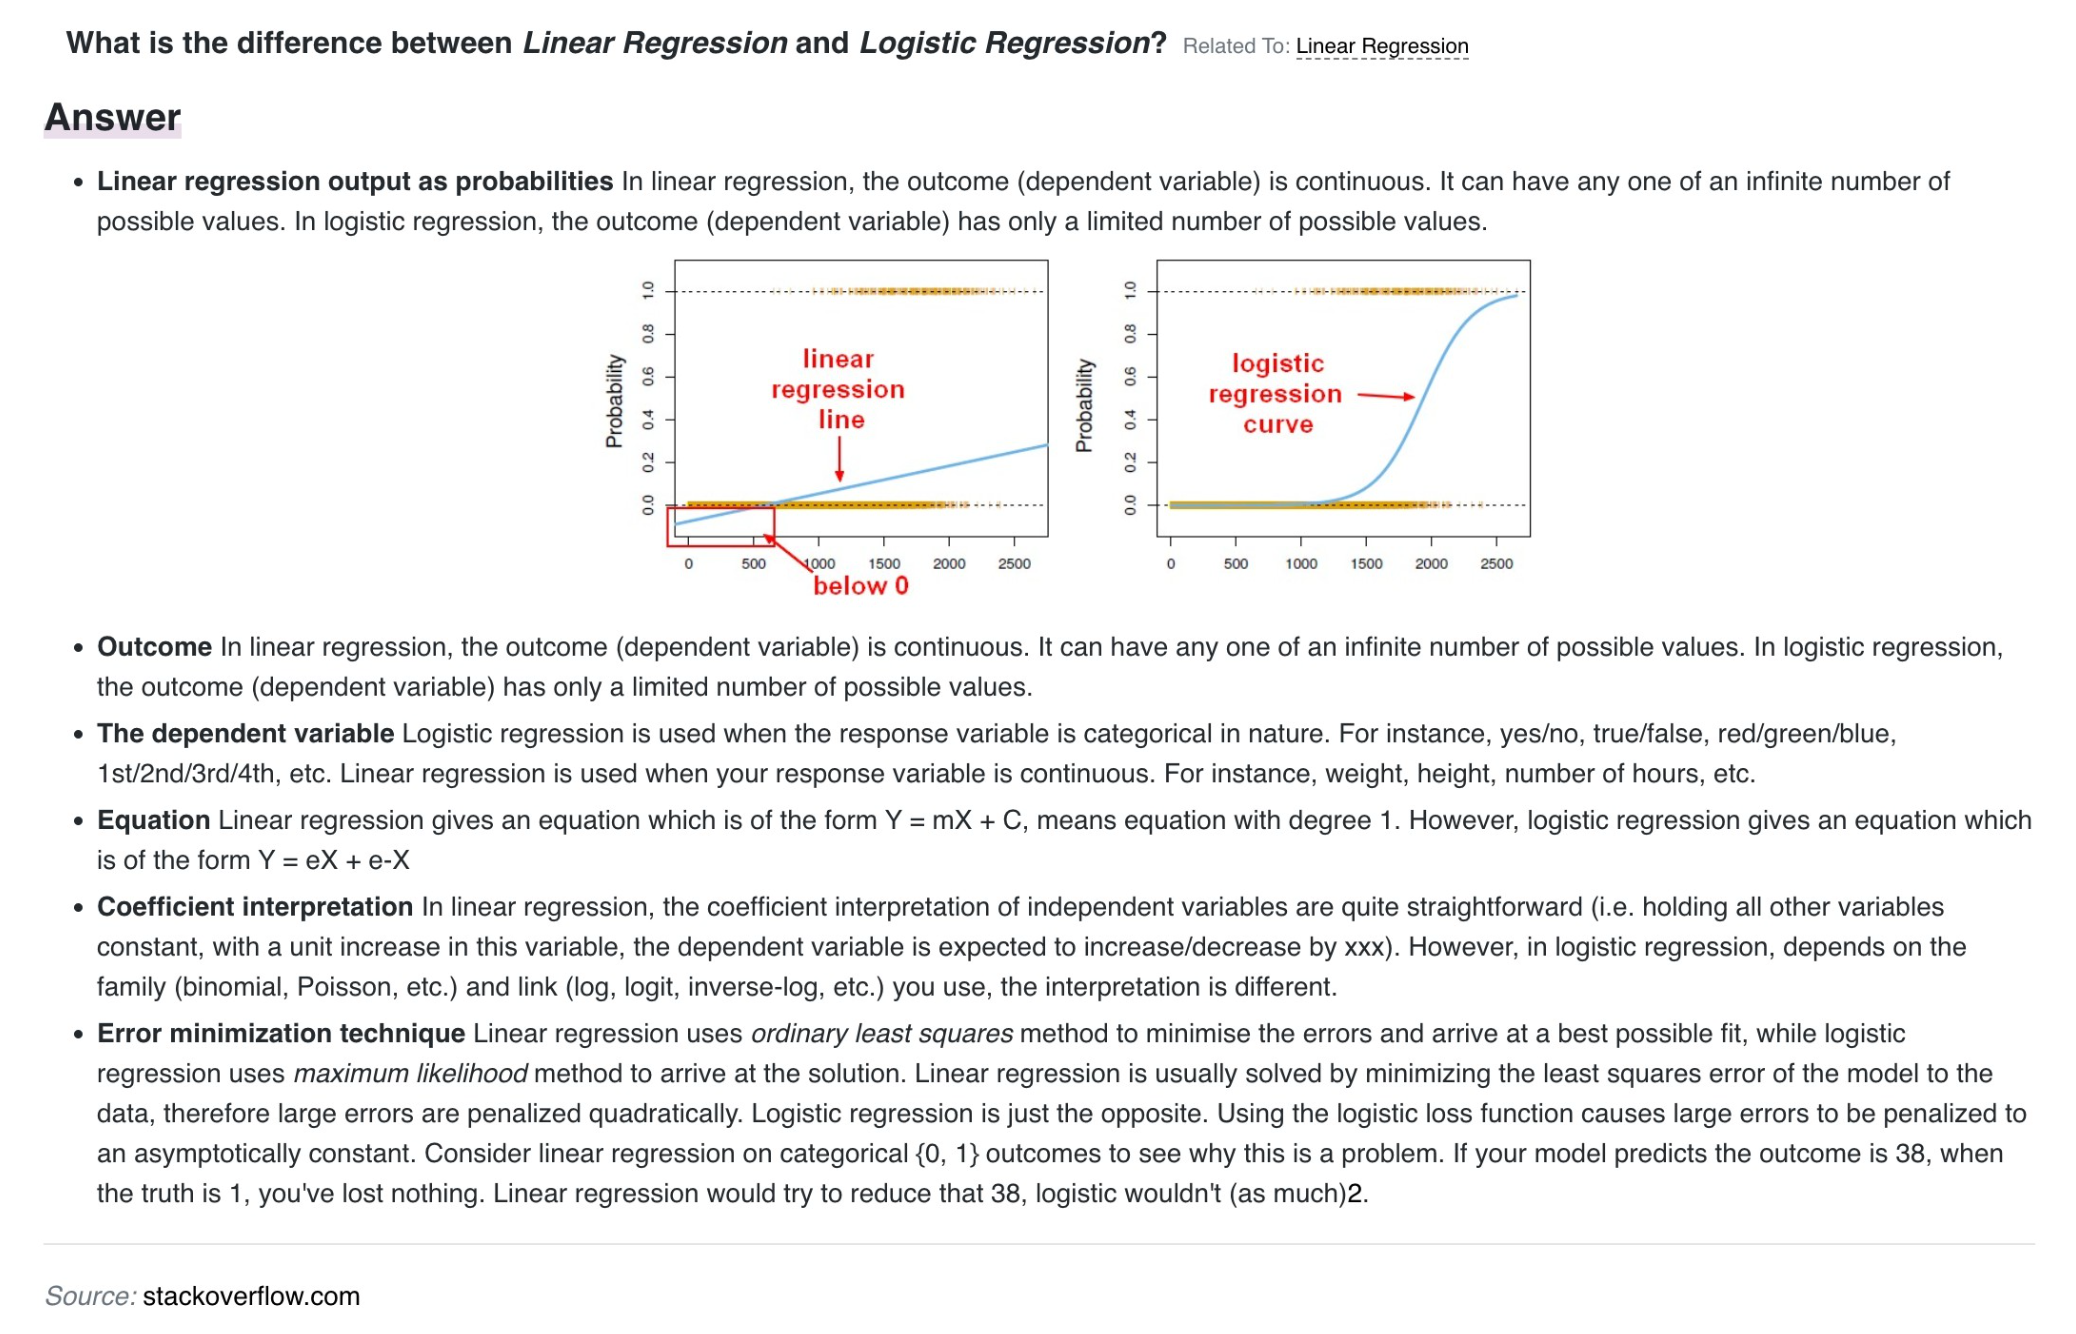 What is the difference between Linear Regression and Logistic Regression? Related To: Linear Regression
Answer
• Linear regression output as probabilities In linear regression, the outcome (dependent variable) is continuous. It can have any one of an infinite number of
possible values. In logistic regression, the outcome (dependent variable) has only a limited number of possible values.
Probability
0.0 0.2 0.4 0.6 0.8 1.0
linear
regression
line
0 500 1000 1500 2000 2500
below 0
Probability
0.0 0.2 0.4 0.6 0.8 1.0
logistic
regression
curve
0 500 1000 1500 2000 2500
• Outcome In linear regression, the outcome (dependent variable) is continuous. It can have any one of an infinite number of possible values. In logistic regression,
the outcome (dependent variable) has only a limited number of possible values.
• The dependent variable Logistic regression is used when the response variable is categorical in nature. For instance, yes/no, true/false, red/green/blue,
1st/2nd/3rd/4th, etc. Linear regression is used when your response variable is continuous. For instance, weight, height, number of hours, etc.
• Equation Linear regression gives an equation which is of the form Y = mX + C, means equation with degree 1. However, logistic regression gives an equation which
is of the form Y = eX + e-X
• Coefficient interpretation In linear regression, the coefficient interpretation of independent variables are quite straightforward (i.e. holding all other variables
constant, with a unit increase in this variable, the dependent variable is expected to increase/decrease by xxx). However, in logistic regression, depends on the
family (binomial, Poisson, etc.) and link (log, logit, inverse-log, etc.) you use, the interpretation is different.
• Error minimization technique Linear regression uses ordinary least squares method to minimise the errors and arrive at a best possible fit, while logistic
regression uses maximum likelihood method to arrive at the solution. Linear regression is usually solved by minimizing the least squares error of the model to the
data, therefore large errors are penalized quadratically. Logistic regression is just the opposite. Using the logistic loss function causes large errors to be penalized to
an asymptotically constant. Consider linear regression on categorical {0, 1} outcomes to see why this is a problem. If your model predicts the outcome is 38, when
the truth is 1, you've lost nothing. Linear regression would try to reduce that 38, logistic wouldn't (as much)2.
Source: stackoverflow.com